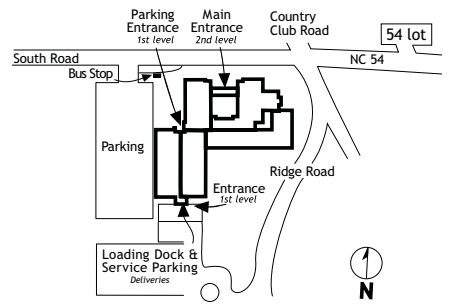 Parking
Entrance
1st level
Main
Entrance
2nd level
Country
Club Road
54 lot
South Road
NC 54
Bus Stop
Parking
Ridge Road
Entrance
1st level
Loading Dock &
Service Parking
Deliveries
N